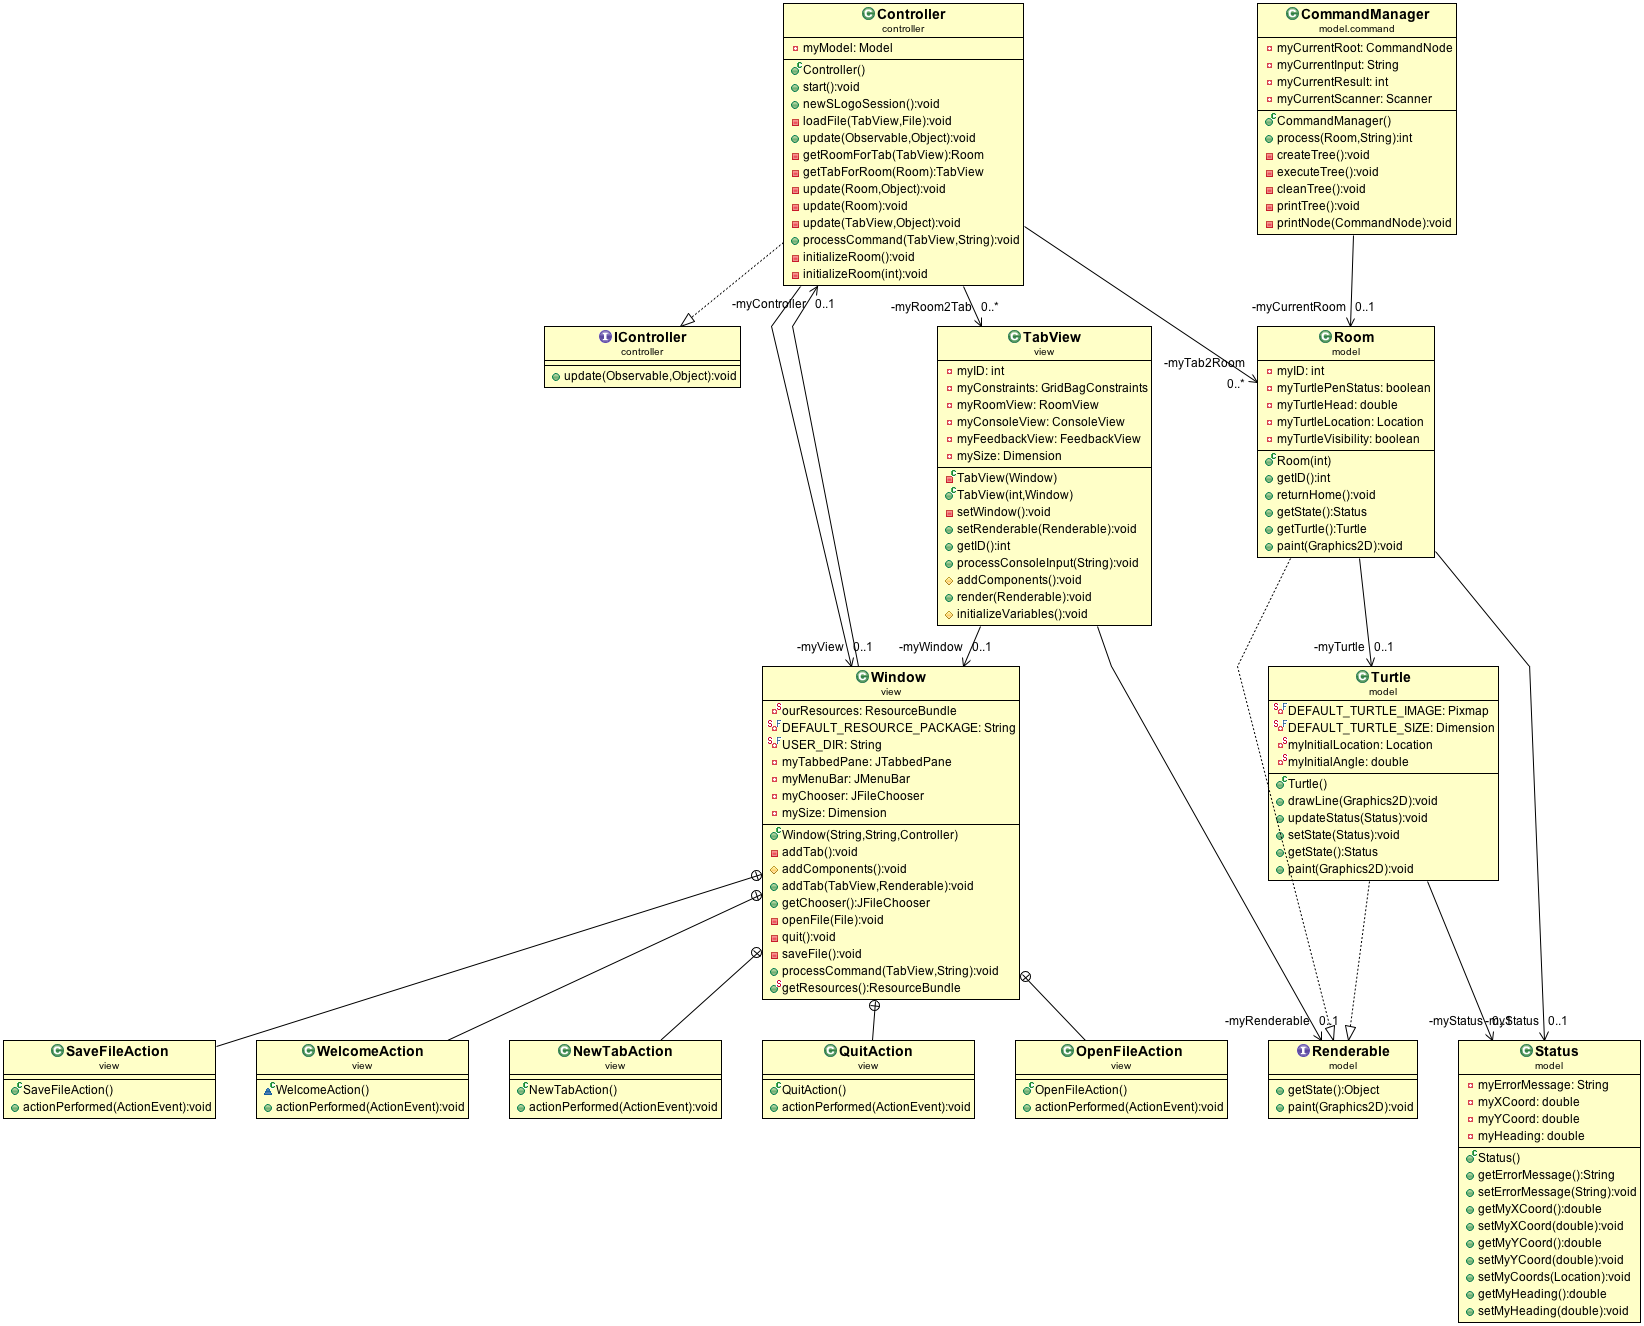 Controller
controller
myModel: Model
Controller()
start():void
newSLogoSession():void
loadFile(TabView,File):void
update(Observable,Object):void
getRoomForTab(TabView):Room
getTabForRoom(Room):TabView
update(Room,Object):void
update(Room):void
update(TabView,Object):void
processCommand(TabView,String):void
initializeRoom():void
initializeRoom(int):void
CommandManager
model.command
myCurrentRoot: CommandNode
myCurrentInput: String
myCurrentResult: int
myCurrentScanner: Scanner
CommandManager()
process(Room,String):int
createTree():void
executeTree():void
cleanTree():void
printTree():void
printNode(CommandNode):void
-myController 0..1
-myRoom2Tab 0..*
-myCurrentRoom 0..1
-myTab2Room
0..*
IController
controller
update(Observable,Object):void
TabView
view
myID: int
myConstraints: GridBagConstraints
myRoomView: RoomView
myConsoleView: ConsoleView
myFeedbackView: FeedbackView
mySize: Dimension
TabView(Window)
TabView(int,Window)
setWindow():void
setRenderable(Renderable):void
getID():int
processConsoleInput(String):void
addComponents():void
render(Renderable):void
initializeVariables():void
Room
model
myID: int
myTurtlePenStatus: boolean
myTurtleHead: double
myTurtleLocation: Location
myTurtleVisibility: boolean
Room(int)
getID():int
returnHome():void
getState():Status
getTurtle():Turtle
paint(Graphics2D):void
-myView 0..1
-myWindow 0..1
-myTurtle 0..1
Window
view
ourResources: ResourceBundle
DEFAULT_RESOURCE_PACKAGE: String
USER_DIR: String
myTabbedPane: JTabbedPane
myMenuBar: JMenuBar
myChooser: JFileChooser
mySize: Dimension
Window(String,String,Controller)
addTab():void
addComponents():void
addTab(TabView,Renderable):void
getChooser():JFileChooser
openFile(File):void
quit():void
saveFile():void
processCommand(TabView,String):void
getResources():ResourceBundle
Turtle
model
DEFAULT_TURTLE_IMAGE: Pixmap
DEFAULT_TURTLE_SIZE: Dimension
myInitialLocation: Location
myInitialAngle: double
Turtle()
drawLine(Graphics2D):void
updateStatus(Status):void
setState(Status):void
getState():Status
paint(Graphics2D):void
-myRenderable 0..1
-myStatus 0..1
-myStatus 0..1
SaveFileAction
view
SaveFileAction()
actionPerformed(ActionEvent):void
WelcomeAction
view
WelcomeAction()
actionPerformed(ActionEvent):void
NewTabAction
view
NewTabAction()
actionPerformed(ActionEvent):void
QuitAction
view
QuitAction()
actionPerformed(ActionEvent):void
OpenFileAction
view
OpenFileAction()
actionPerformed(ActionEvent):void
Renderable
model
getState():Object
paint(Graphics2D):void
Status
model
myErrorMessage: String
myXCoord: double
myYCoord: double
myHeading: double
Status()
getErrorMessage():String
setErrorMessage(String):void
getMyXCoord():double
setMyXCoord(double):void
getMyYCoord():double
setMyYCoord(double):void
setMyCoords(Location):void
getMyHeading():double
setMyHeading(double):void